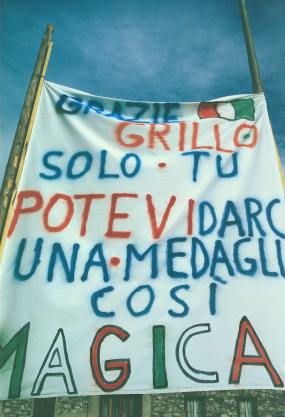 GRAZIE
GRILLO
SOLO • TU
POTEVI DARC
UNA • MEDAGLI
COSÌ
MAGICA